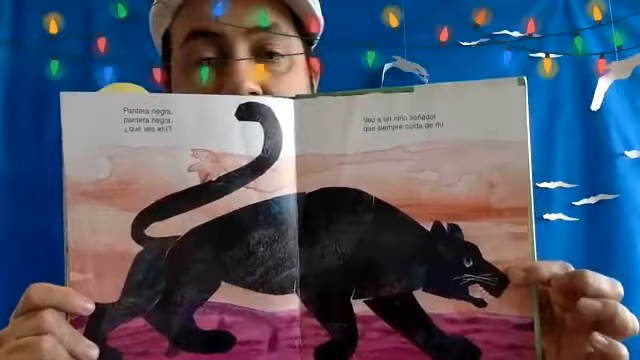 Pantera negra,
pantera negra,
¿qué ves ahí?
Veo a un niño soñador
que siempre cuida de mí.